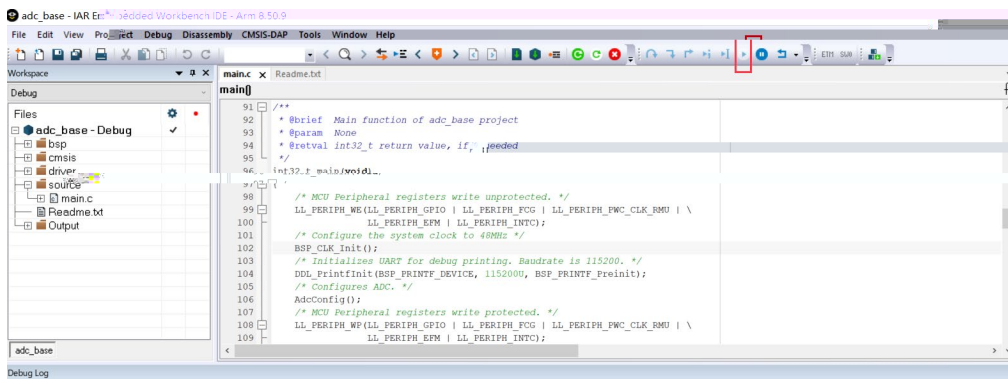 adc_base - IAR Embedded Workbench IDE - Arm 8.50.9
File Edit View Project Debug Disassembly CMSIS-DAP Tools Window Help
ETM SWO
Workspace
main.c Readme.txt
Debug
main()
Files
adc_base - Debug
bsp
cmsis
driver
source
main.c
Readme.txt
Output
91 /**
92 * @brief Main function of adc_base project
93 * @param None
94 * @retval int32_t return value, if needed
95 */
96 int32_t main(void)
97 {
98 /* MCU Peripheral registers write unprotected. */
99 LL_PERIPH_WE(LL_PERIPH_GPIO | LL_PERIPH_FCG | LL_PERIPH_PWC_CLK_RMU | \
100 LL_PERIPH_EFM | LL_PERIPH_INTC);
101 /* Configure the system clock to 48MHz */
102 BSP_CLK_Init();
103 /* Initializes UART for debug printing. Baudrate is 115200. */
104 DDL_PrintfInit(BSP_PRINTF_DEVICE, 115200U, BSP_PRINTF_Preinit);
105 /* Configures ADC. */
106 AdcConfig();
107 /* MCU Peripheral registers write protected. */
108 LL_PERIPH_WP(LL_PERIPH_GPIO | LL_PERIPH_FCG | LL_PERIPH_PWC_CLK_RMU | \
109 LL_PERIPH_EFM | LL_PERIPH_INTC);
adc_base
Debug Log